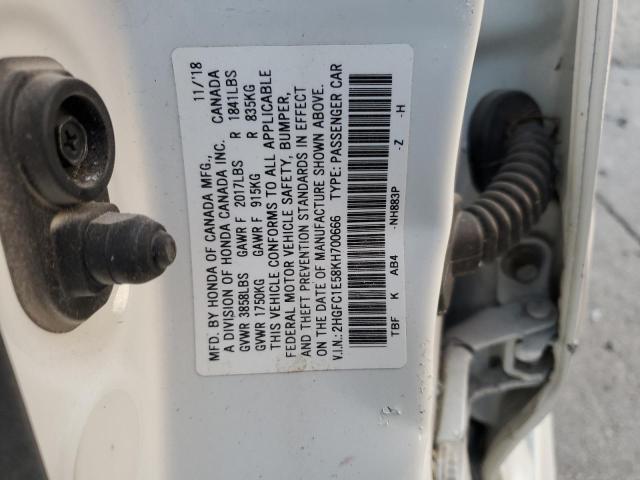 MFD. BY HONDA OF CANADA MFG., 11/'18
A DIVISION OF HONDA CANADA INC. CANADA
GVWR 3858LBS GAWR F 2017LBS R 1841LBS
GVWR 1750KG GAWR F 915KG R 835KG
THIS VEHICLE CONFORMS TO ALL APPLICABLE
FEDERAL MOTOR VEHICLE SAFETY, BUMPER,
AND THEFT PREVENTION STANDARDS IN EFFECT
ON THE DATE OF MANUFACTURE SHOWN ABOVE.
V.I.N.:2HGFC1E58KH700666 TYPE:PASSENGER CAR
TBF K AB4 -NH883P -Z -H